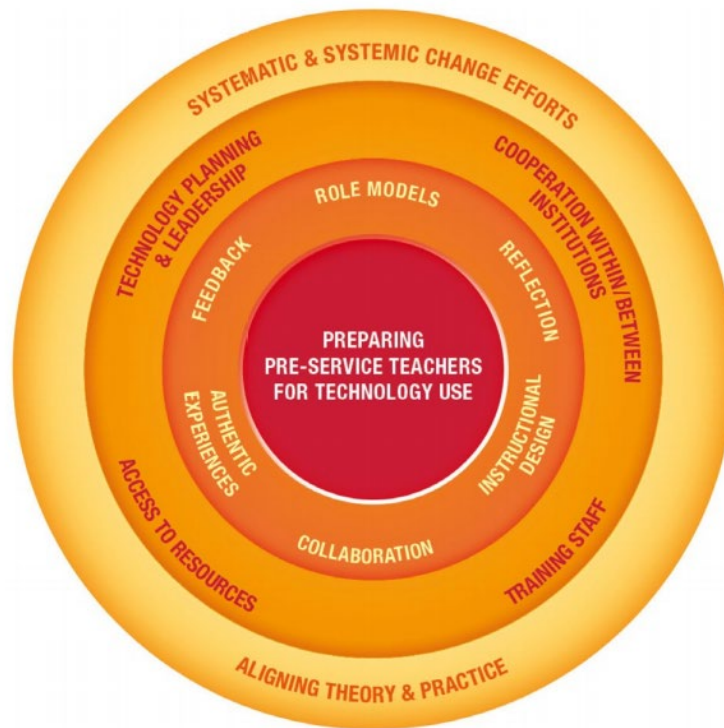 SYSTEMATIC & SYSTEMIC CHANGE EFFORTS
TECHNOLOGY PLANNING
& LEADERSHIP
COOPERATION WITHIN/BETWEEN
INSTITUTIONS
ROLE MODELS
FEEDBACK
REFLECTION
PREPARING
PRE-SERVICE TEACHERS
FOR TECHNOLOGY USE
AUTHENTIC
EXPERIENCES
INSTRUCTIONAL
DESIGN
COLLABORATION
ACCESS TO RESOURCES
TRAINING STAFF
ALIGNING THEORY & PRACTICE